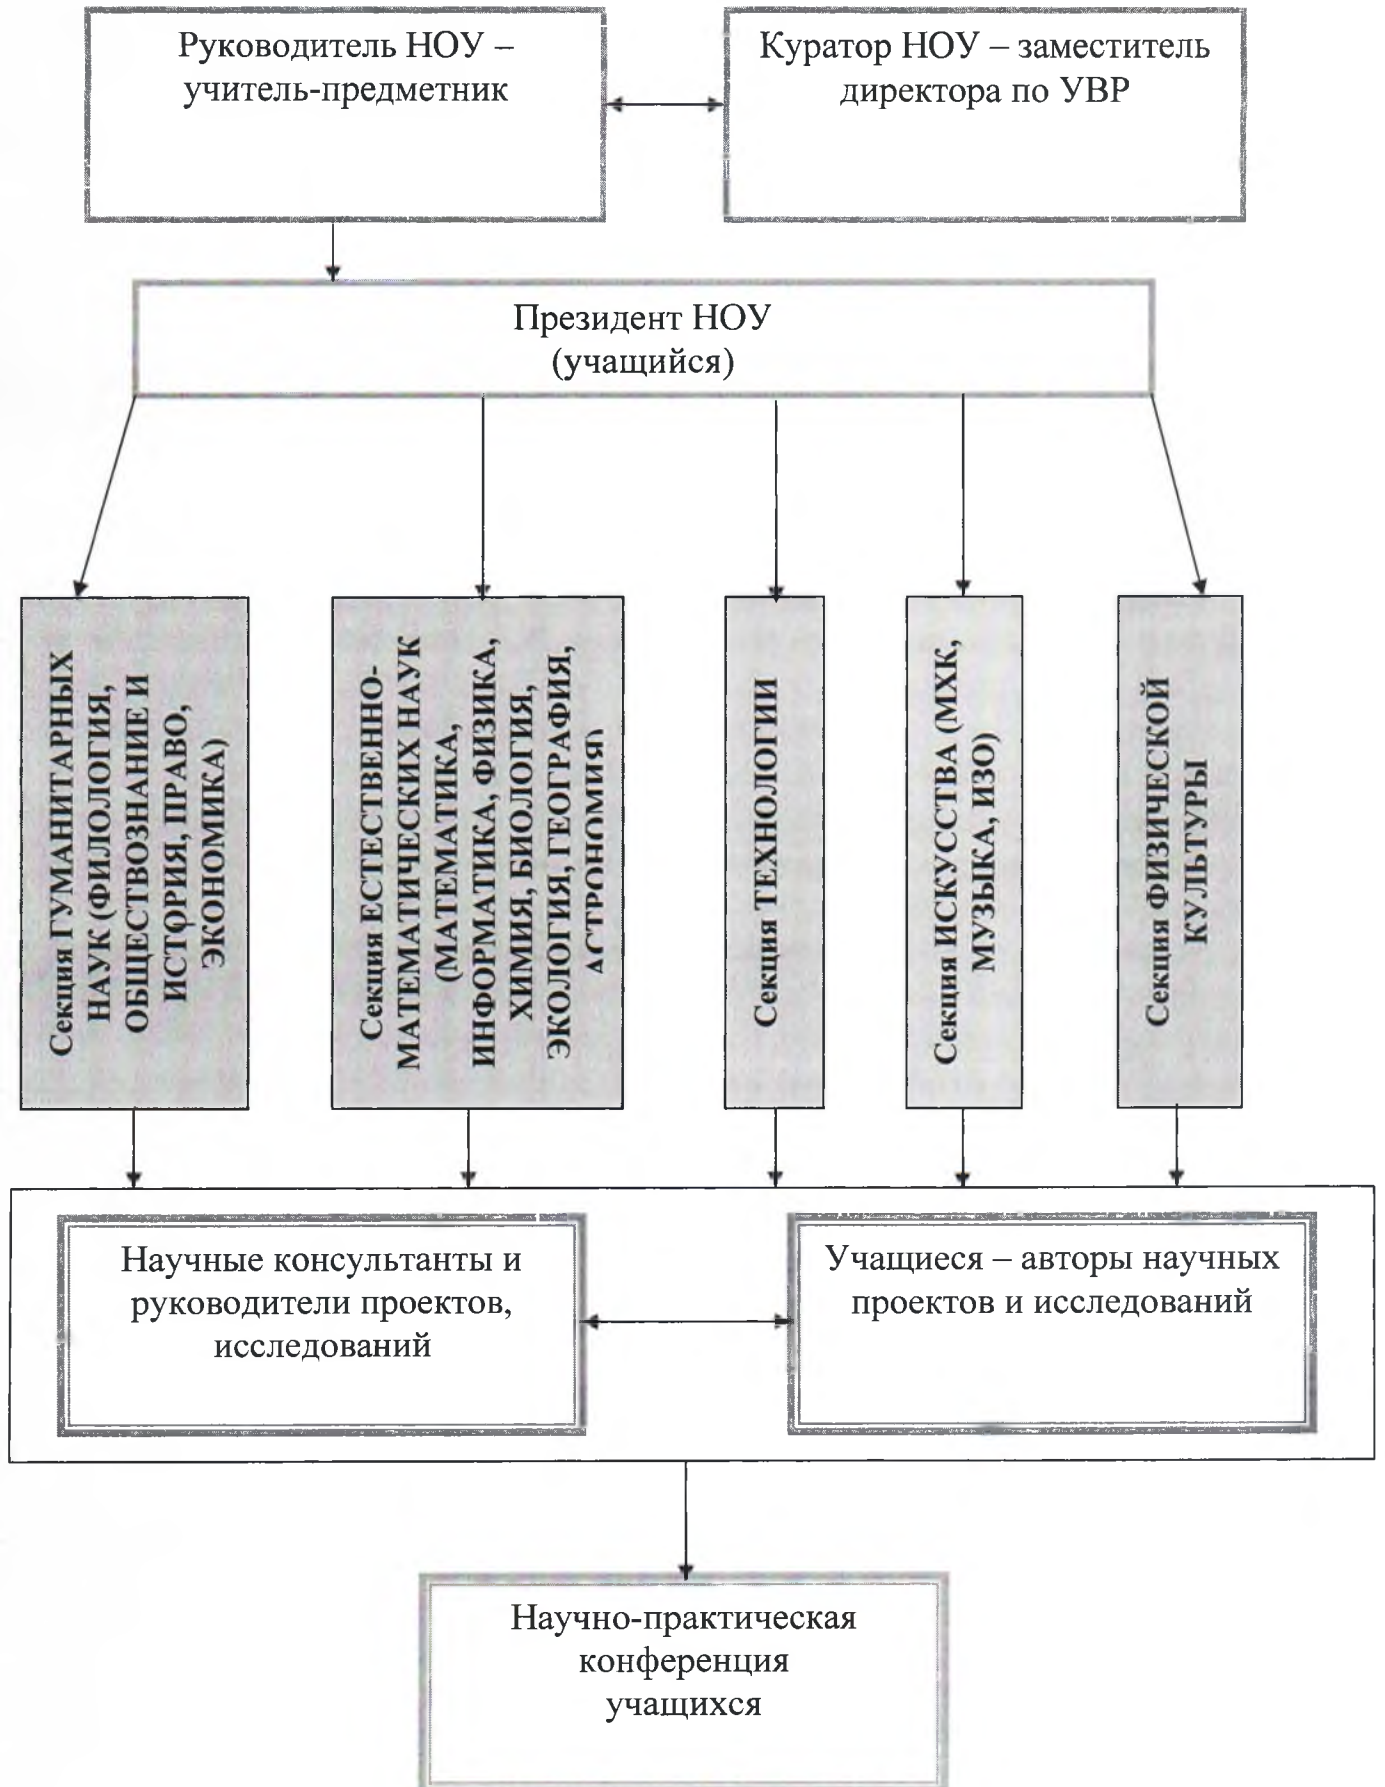 Руководитель НОУ –
учитель-предметник
Куратор НОУ – заместитель
директора по УВР
Президент НОУ
(учащийся)
Секция ГУМАНИТАРНЫХ
НАУК (ФИЛОЛОГИЯ,
ОБЩЕСТВОЗНАНИЕ И
ИСТОРИЯ, ПРАВО,
ЭКОНОМИКА)
Секция ЕСТЕСТВЕННО-
МАТЕМАТИЧЕСКИХ НАУК
(МАТЕМАТИКА,
ИНФОРМАТИКА, ФИЗИКА,
ХИМИЯ, БИОЛОГИЯ,
ЭКОЛОГИЯ, ГЕОГРАФИЯ,
АСТРОНОМИЯ)
Секция ТЕХНОЛОГИИ
Секция ИСКУССТВА (МХК,
МУЗЫКА, ИЗО)
Секция ФИЗИЧЕСКОЙ
КУЛЬТУРЫ
Научные консультанты и
руководители проектов,
исследований
Учащиеся – авторы научных
проектов и исследований
Научно-практическая
конференция
учащихся